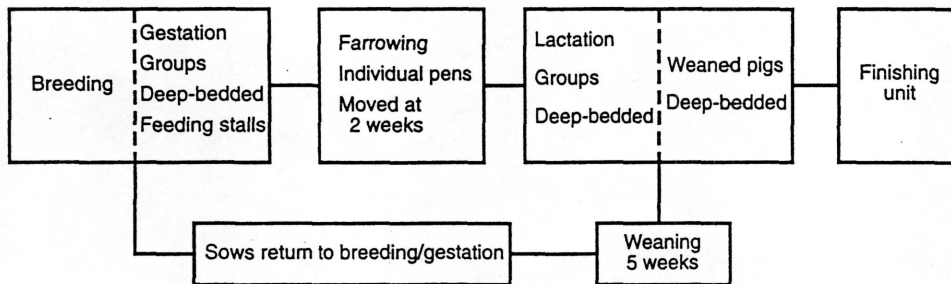 Breeding
Gestation
Groups
Deep-bedded
Feeding stalls
Farrowing
Individual pens
Moved at
2 weeks
Lactation
Groups
Deep-bedded
Weaned pigs
Deep-bedded
Finishing
unit
Sows return to breeding/gestation
Weaning
5 weeks